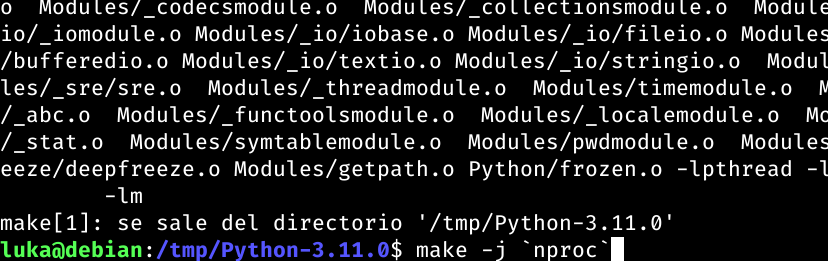 o  Modules/_codecsmodule.o  Modules/_collectionsmodule.o  Module
io/_iomodule.o Modules/_io/iobase.o Modules/_io/fileio.o Modules
/bufferedio.o Modules/_io/textio.o Modules/_io/stringio.o  Modul
les/_sre/sre.o  Modules/_threadmodule.o  Modules/timemodule.o  M
/_abc.o  Modules/_functoolsmodule.o  Modules/_localemodule.o  Mo
/_stat.o  Modules/symtablemodule.o  Modules/pwdmodule.o  Modules
eeze/deepfreeze.o Modules/getpath.o Python/frozen.o -lpthread -l
-lm
make[1]: se sale del directorio '/tmp/Python-3.11.0'
luka@debian:/tmp/Python-3.11.0$ make -j `nproc`